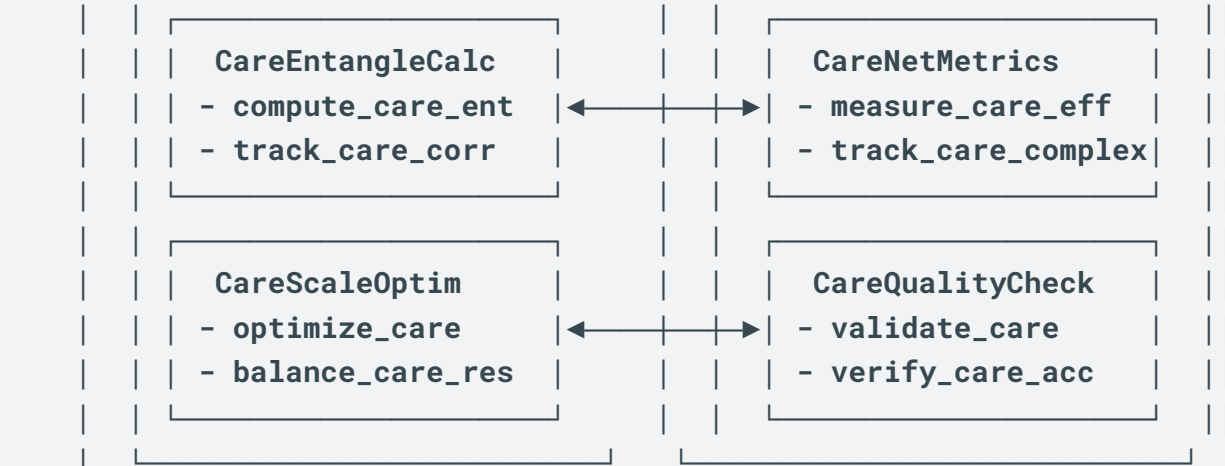 CareEntangleCalc
- compute_care_ent
- track_care_corr
CareNetMetrics
- measure_care_eff
- track_care_complex
CareScaleOptim
- optimize_care
- balance_care_res
CareQualityCheck
- validate_care
- verify_care_acc